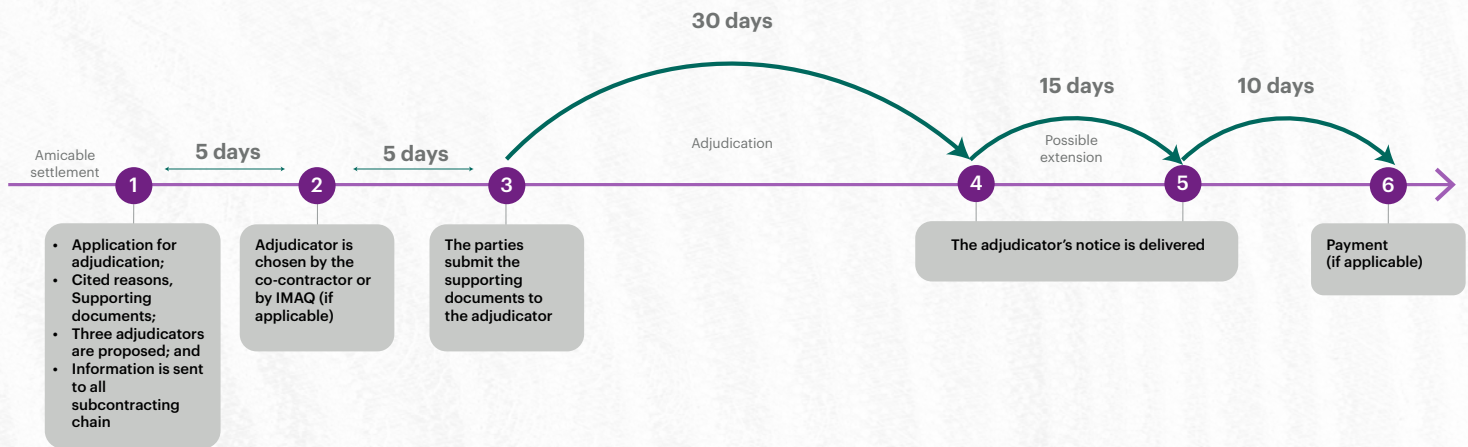 30 days
15 days
10 days
Amicable
settlement
5 days
5 days
Adjudication
Possible
extension
1
2
3
4
5
6
• Application for
adjudication;
• Cited reasons,
Supporting
documents;
• Three adjudicators
are proposed; and
• Information is sent
to all
subcontracting
chain
Adjudicator is
chosen by the
co-contractor or
by IMAQ (if
applicable)
The parties
submit the
supporting
documents to
the adjudicator
The adjudicator’s notice is delivered
Payment
(if applicable)